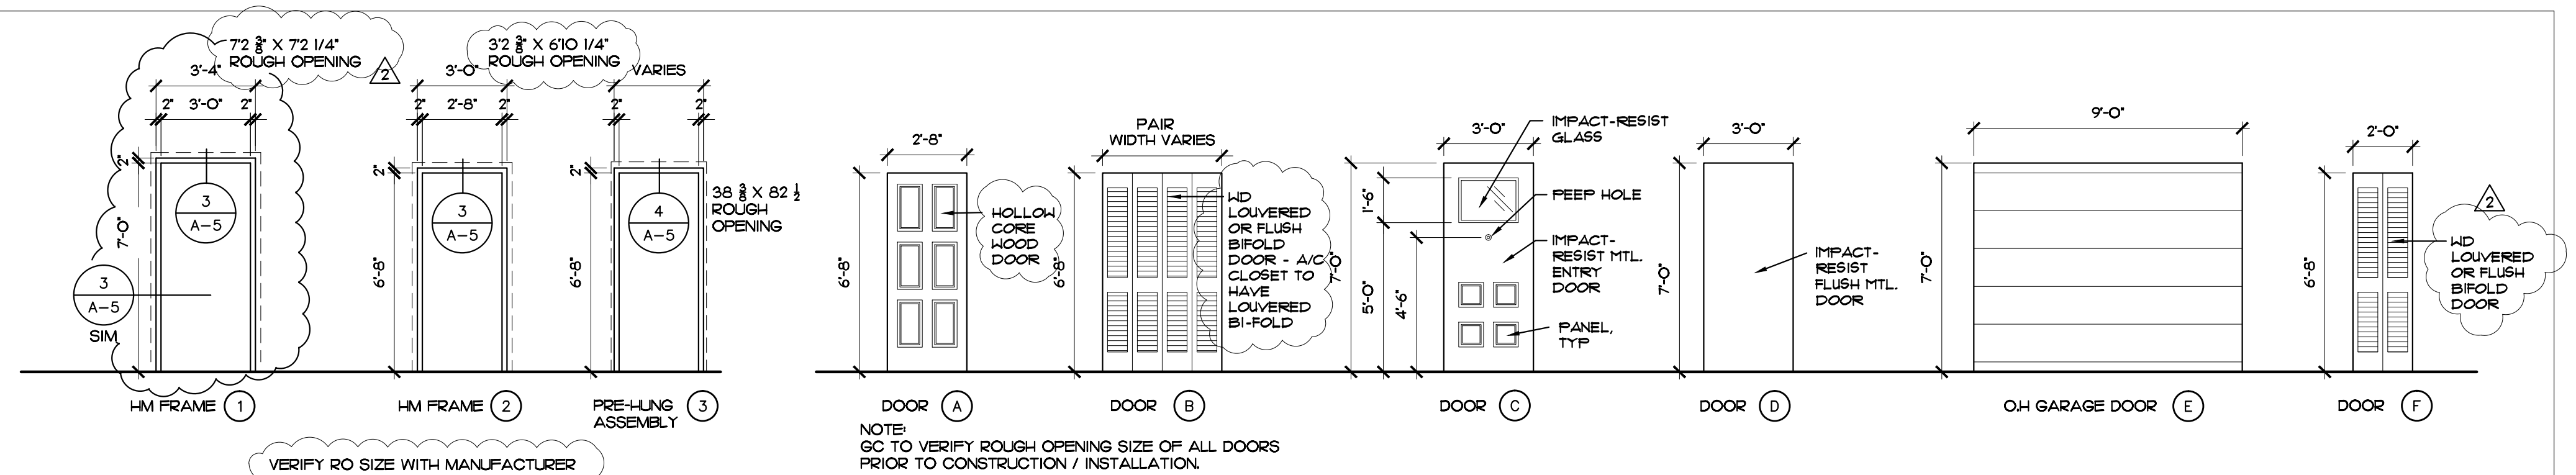 7'2 3/8" X 7'2 1/4"
ROUGH OPENING
2
3'-4"
2" 3'-0" 2"
2"
7'-0"
3
A-5
3
A-5
SIM
HM FRAME 1
3'2 3/8" X 6'10 1/4"
ROUGH OPENING
3'-0"
2" 2'-8" 2"
2"
6'-8"
3
A-5
HM FRAME 2
VARIES
2" 2"
2"
6'-8"
4
A-5
38 3/8 X 82 1/2
ROUGH
OPENING
PRE-HUNG 3
ASSEMBLY
VERIFY RO SIZE WITH MANUFACTURER
2'-8"
6'-8"
HOLLOW
CORE
WOOD
DOOR
DOOR A
PAIR
WIDTH VARIES
6'-8"
WD
LOUVERED
OR FLUSH
BIFOLD
DOOR - A/C
CLOSET TO
HAVE
LOUVERED
BI-FOLD
DOOR B
NOTE:
GC TO VERIFY ROUGH OPENING SIZE OF ALL DOORS
PRIOR TO CONSTRUCTION / INSTALLATION.
3'-0"
7'-0"
1'-6"
5'-0"
4'-6"
IMPACT-RESIST
GLASS
PEEP HOLE
IMPACT-
RESIST MTL.
ENTRY
DOOR
PANEL,
TYP
DOOR C
3'-0"
7'-0"
IMPACT-
RESIST
FLUSH MTL.
DOOR
DOOR D
9'-0"
7'-0"
O.H GARAGE DOOR E
2'-0"
6'-8"
2
WD
LOUVERED
OR FLUSH
BIFOLD
DOOR
DOOR F